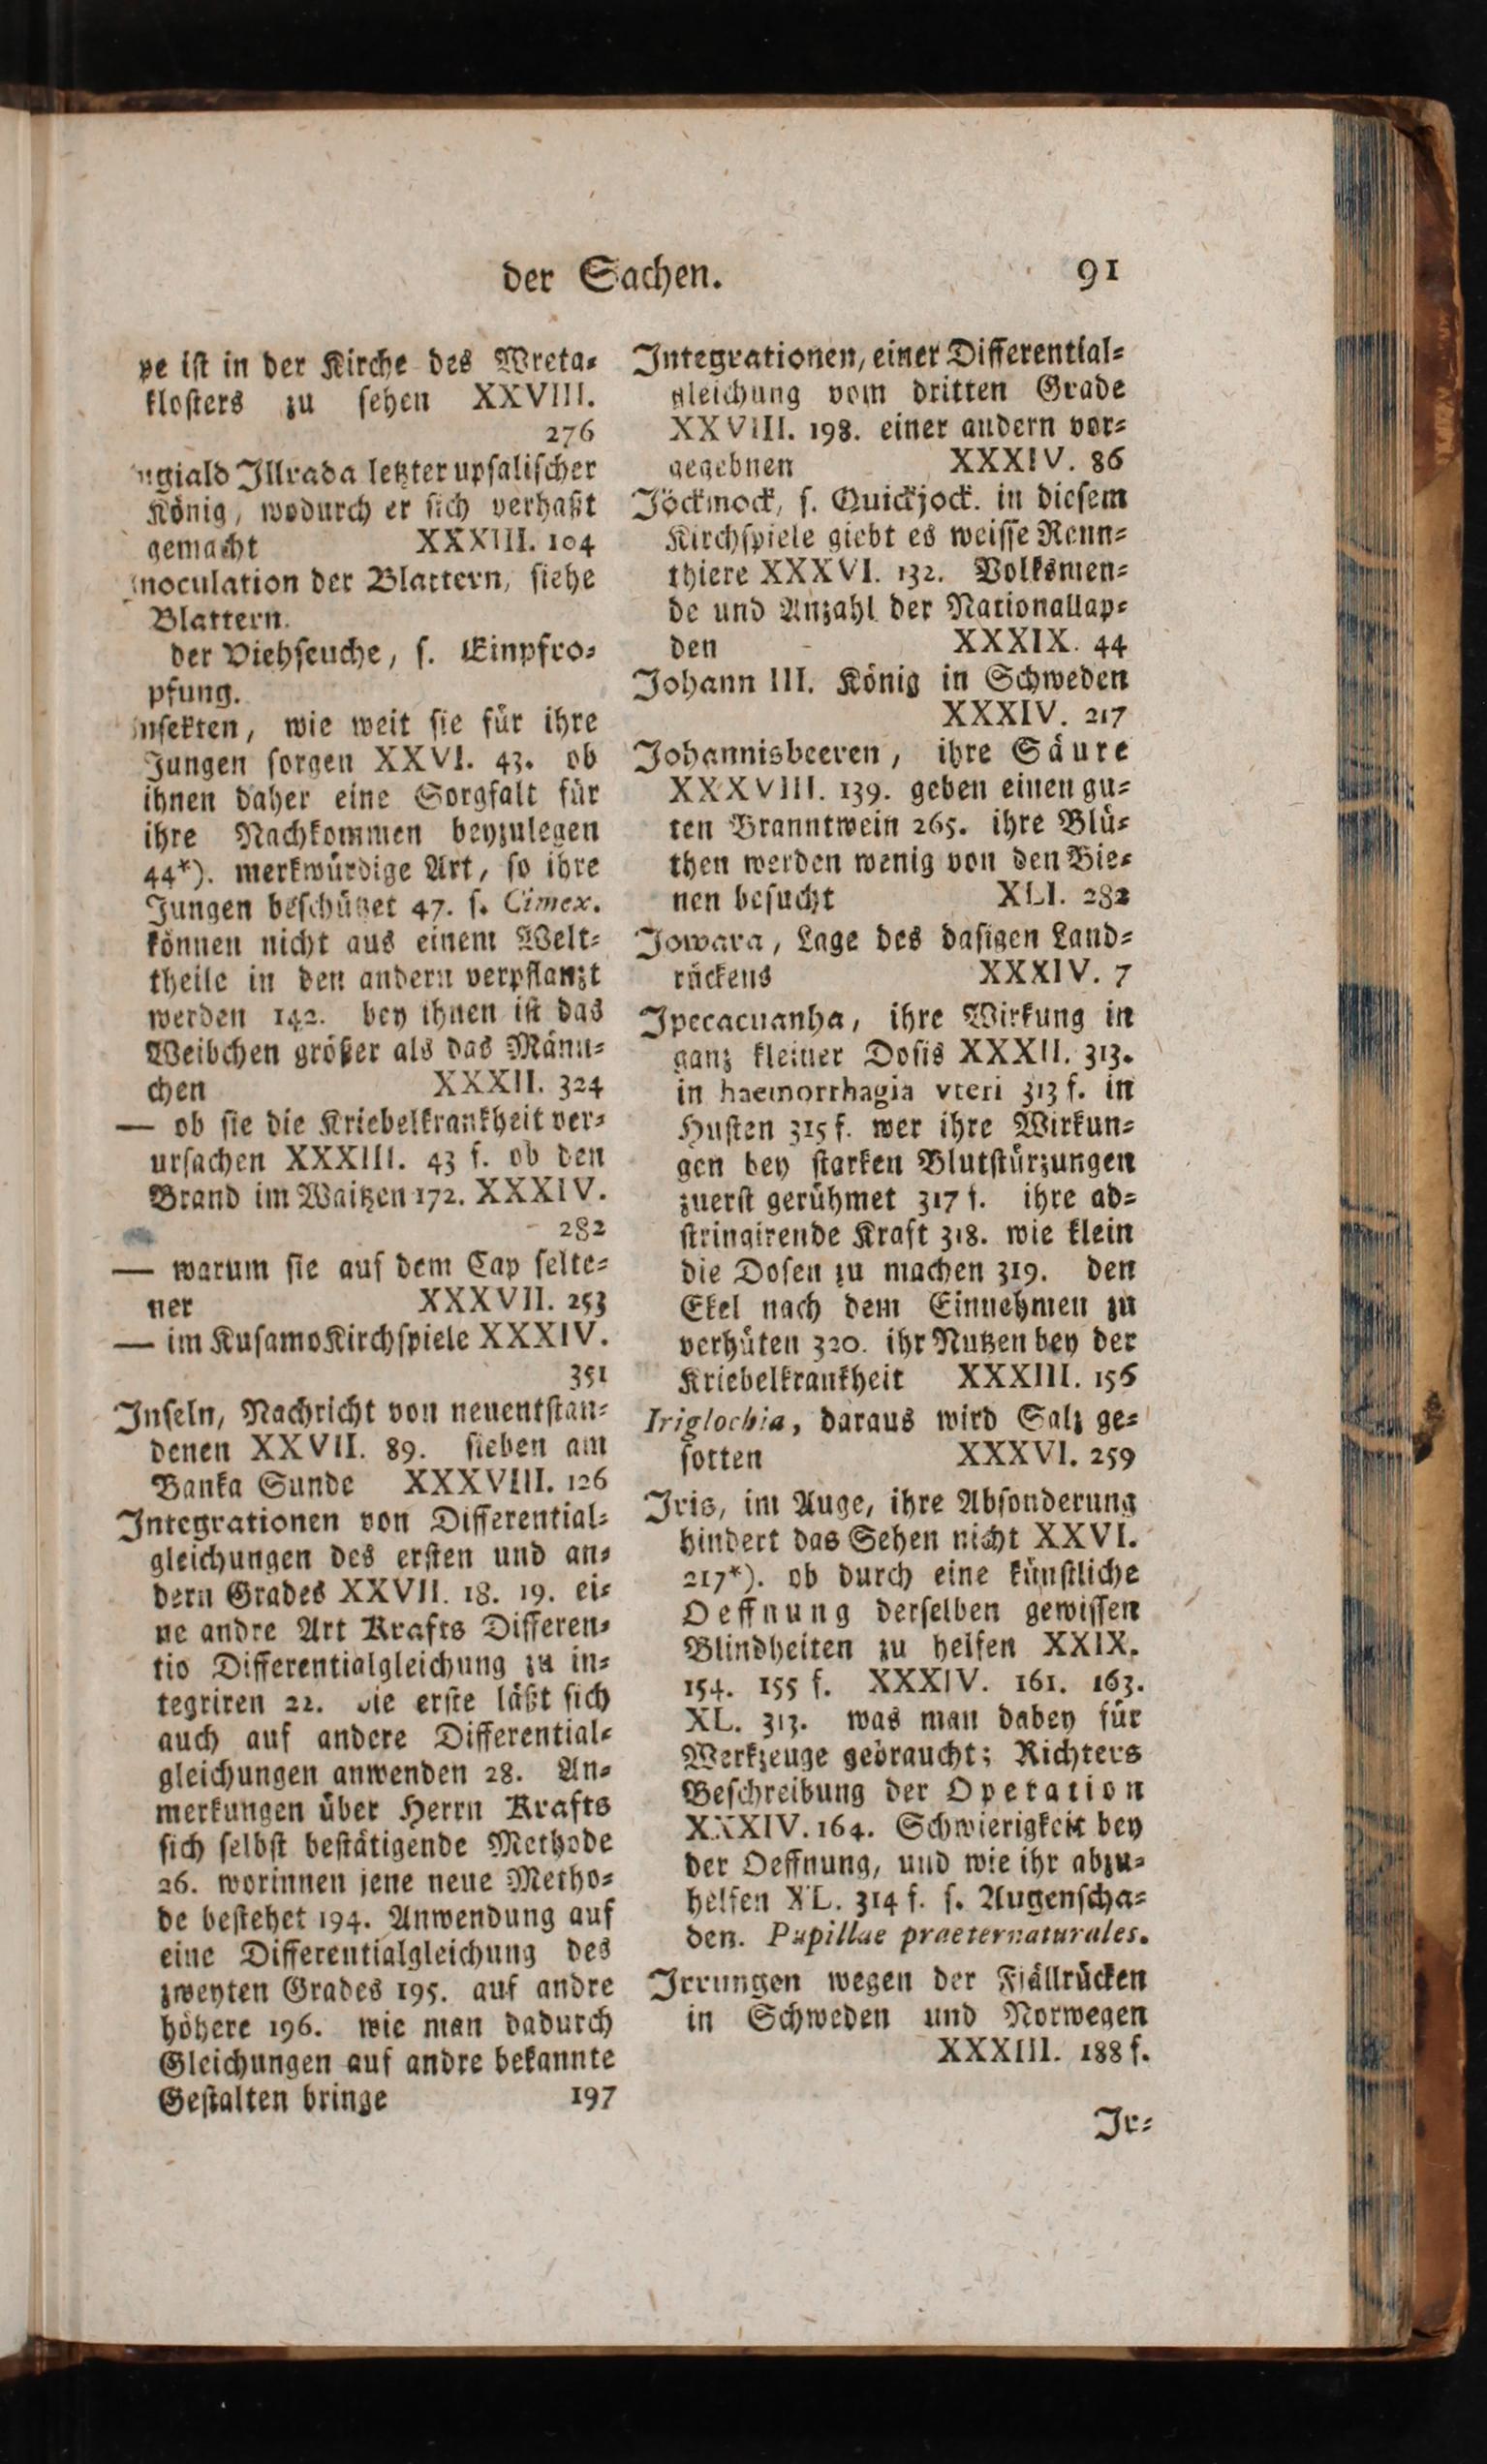 der Sachen. 91
pe iſt in der Kirche des Wreta⸗
kloſters zu ſehen XXVIII.
276
ngiald Illrada letzter upſaliſcher
König, wodurch er ſich verhaßt
gemacht XXXIII. 104
Inoculation der Blattern, ſiehe
Blattern.
der Viehſeuche, ſ. Einpfro⸗
pfung.
Inſekten, wie weit ſie für ihre
Jungen ſorgen XXVI. 43. ob
ihnen daher eine Sorgfalt für
ihre Nachkommen beyzulegen
44*). merkwürdige Art, ſo ihre
Jungen beſchützet 47. ſ. Cimex.
können nicht aus einem Welt⸗
theile in den andern verpflanzt
werden 142. bey ihnen iſt das
Weibchen größer als das Männ⸗
chen XXXII. 324
— ob ſie die Kriebelkrankheit ver⸗
urſachen XXXIII. 43 f. ob den
Brand im Waitzen 172. XXXIV.
282
— warum ſie auf dem Cap ſelte⸗
ner XXXVII. 253
— im Kuſamo Kirchſpiele XXXIV.
351
Inſeln, Nachricht von neuentſtan⸗
denen XXVII. 89. ſieben am
Banka Sunde XXXVIII. 126
Integrationen von Differential⸗
gleichungen des erſten und an⸗
dern Grades XXVII. 18. 19. ei⸗
ne andre Art Krafts Differen⸗
tio Differentialgleichung zu in⸗
tegriren 22. die erſte läßt ſich
auch auf andere Differential⸗
gleichungen anwenden 28. An⸗
merkungen über Herrn Krafts
ſich ſelbſt beſtätigende Methode
26. worinnen jene neue Metho⸗
de beſtehet 194. Anwendung auf
eine Differentialgleichung des
zweyten Grades 195. auf andre
höhere 196. wie man dadurch
Gleichungen auf andre bekannte
Geſtalten bringe 197
Integrationen, einer Differential⸗
gleichung vom dritten Grade
XXVIII. 198. einer andern vor⸗
gegebnen XXXIV. 86
Jöckmock, ſ. Quickjock. in dieſem
Kirchſpiele giebt es weiſſe Renn⸗
thiere XXXVI. 132. Volksmen⸗
de und Anzahl der Nationallap⸗
den XXXIX. 44
Johann III. König in Schweden
XXXIV. 217
Johannisbeeren, ihre Säure
XXXVIII. 139. geben einen gu⸗
ten Branntwein 265. ihre Blü⸗
then werden wenig von den Bie⸗
nen beſucht XLI. 282
Jowara, Lage des daſigen Land⸗
rückens XXXIV. 7
Ipecacuanha, ihre Wirkung in
ganz kleiner Doſis XXXII. 313.
in haemorrhagia vteri 313 f. in
Huſten 315 f. wer ihre Wirkun⸗
gen bey ſtarken Blutſtürzungen
zuerſt gerühmet 317 f. ihre ad⸗
ſtringirende Kraft 318. wie klein
die Doſen zu machen 319. den
Ekel nach dem Einnehmen zu
verhüten 320. ihr Nutzen bey der
Kriebelkrankheit XXXIII. 156
Iriglochia, daraus wird Salz ge⸗
ſotten XXXVI. 259
Iris, im Auge, ihre Abſonderung
hindert das Sehen nicht XXVI.
217*). ob durch eine künſtliche
Oeffnung derſelben gewiſſen
Blindheiten zu helfen XXIX.
154. 155 f. XXXIV. 161. 163.
XL. 313. was man dabey für
Werkzeuge gebraucht; Richters
Beſchreibung der Operation
XXXIV. 164. Schwierigkeit bey
der Oeffnung, und wie ihr abzu⸗
helfen XL. 314 f. ſ. Augenſcha⸗
den. Pupillae praeternaturales.
Irrungen wegen der Fjällrücken
in Schweden und Norwegen
XXXIII. 188 f.
Ir⸗